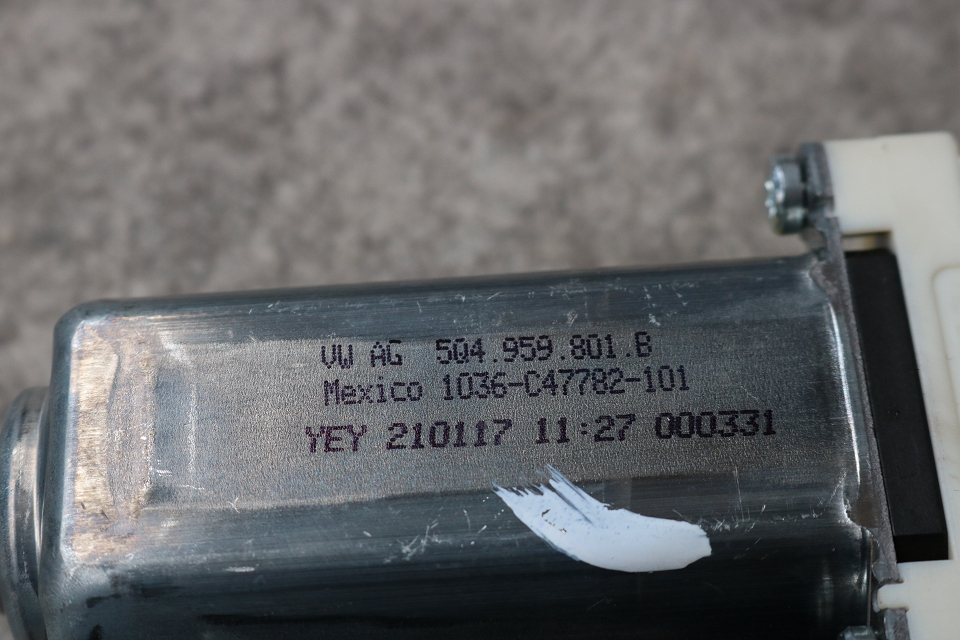 VW AG 5Q4.959.801.B
Mexico 1036-C47782-101
YEY 210117 11:27 000331